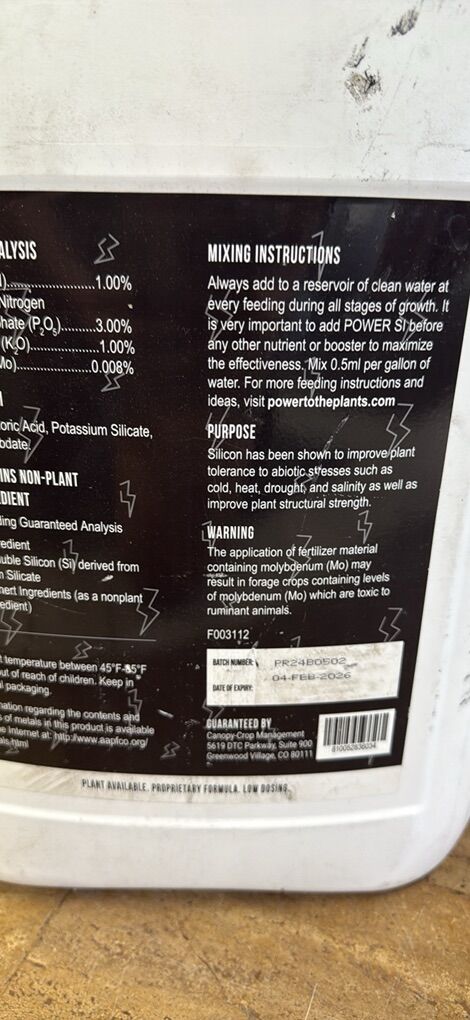 ALYSIS
)..........................1.00%
Nitrogen
hate (P₂O₅)........3.00%
(K₂O)..................1.00%
Mo)......................0.008%
oric Acid, Potassium Silicate,
bdate
INS NON-PLANT
EDIENT
ding Guaranteed Analysis
redient
uble Silicon (Si) derived from
m Silicate
nert Ingredients (as a nonplant
edient)
t temperature between 45°F-85°F
out of reach of children. Keep in
l packaging.
mation regarding the contents and
s of metals in this product is available
e Internet at: http://www.aapfco.org/
als.html
MIXING INSTRUCTIONS
Always add to a reservoir of clean water at
every feeding during all stages of growth. It
is very important to add POWER SI before
any other nutrient or booster to maximize
the effectiveness. Mix 0.5ml per gallon of
water. For more feeding instructions and
ideas, visit powertotheplants.com
PURPOSE
Silicon has been shown to improve plant
tolerance to abiotic stresses such as
cold, heat, drought, and salinity as well as
improve plant structural strength.
WARNING
The application of fertilizer material
containing molybdenum (Mo) may
result in forage crops containing levels
of molybdenum (Mo) which are toxic to
ruminant animals.
F003112
BATCH NUMBER: PR24B0502
DATE OF EXPIRY: 04-FEB-2026
GUARANTEED BY
Canopy-Crop Management
5619 DTC Parkway, Suite 900
Greenwood Village, CO 80111
810052636034
PLANT AVAILABLE. PROPRIETARY FORMULA. LOW DOSING.